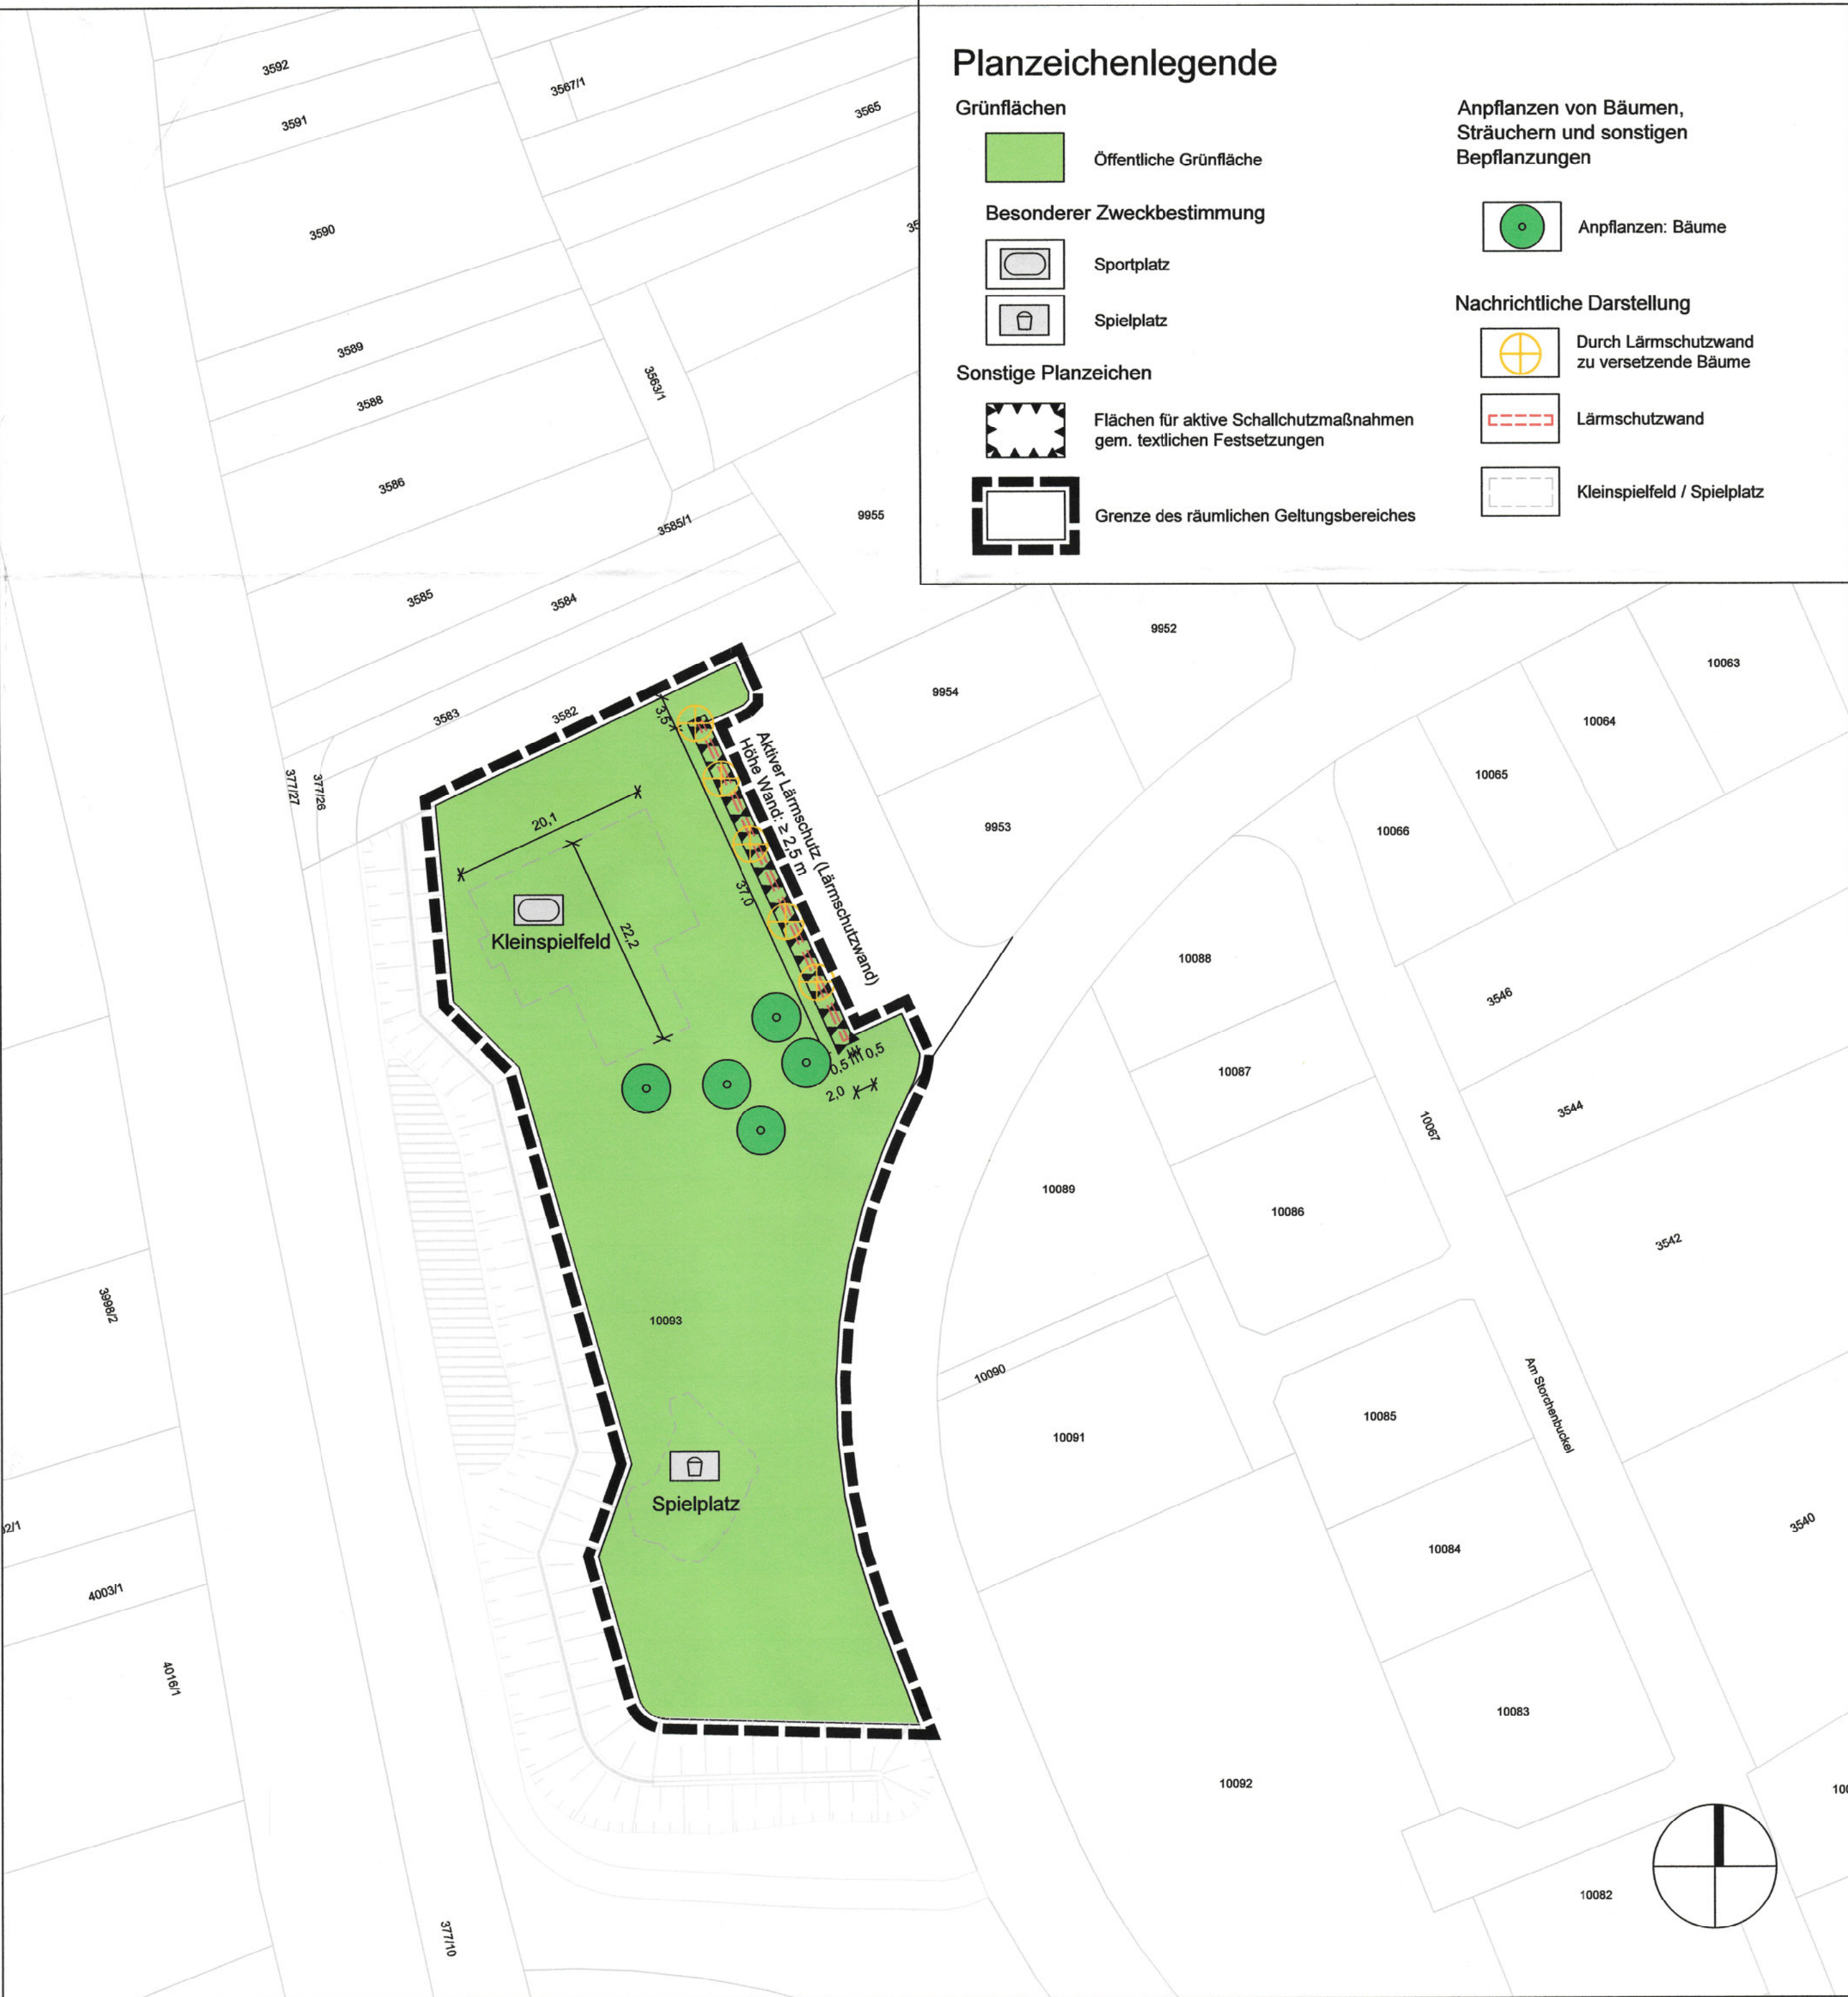 Planzeichenlegende
Grünflächen
Öffentliche Grünfläche
Besonderer Zweckbestimmung
Sportplatz
Spielplatz
Sonstige Planzeichen
Flächen für aktive Schallchutzmaßnahmen
gem. textlichen Festsetzungen
Grenze des räumlichen Geltungsbereiches
Anpflanzen von Bäumen,
Sträuchern und sonstigen
Bepflanzungen
Anpflanzen: Bäume
Nachrichtliche Darstellung
Durch Lärmschutzwand
zu versetzende Bäume
Lärmschutzwand
Kleinspielfeld / Spielplatz
3592
3567/1
3591
3565
3590
3589
3563/1
3588
3586
3585/1
9955
3585
3584
9952
10063
9954
3583
3582
10064
377/27
377/26
3,5
Aktiver Lärmschutz (Lärmschutzwand)
Höhe Wand: ≥ 2,5 m
10065
20,1
9953
10066
37,0
Kleinspielfeld
22,2
10088
3546
0,5
0,5
2,0
10087
3544
10067
10089
10086
3542
3998/2
10093
10090
Am Storchenbuckel
10085
10091
Spielplatz
3540
10084
4003/1
4016/1
10083
10092
10082
377/10